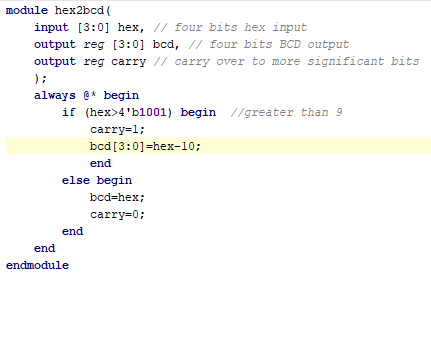 module hex2bcd(
    input [3:0] hex, // four bits hex input
    output reg [3:0] bcd, // four bits BCD output
    output reg carry // carry over to more significant bits
    );
    always @* begin
        if (hex>4'b1001) begin  //greater than 9
            carry=1;
            bcd[3:0]=hex-10;
            end
        else begin
            bcd=hex;
            carry=0;
        end
    end
endmodule